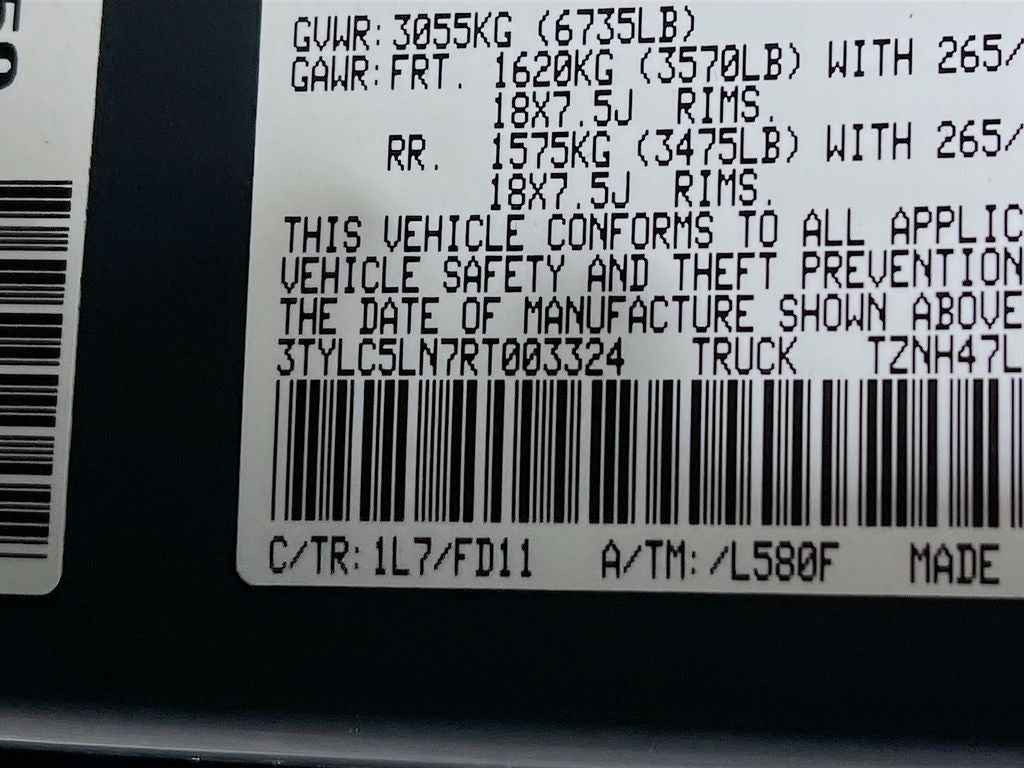 GVWR: 3055KG (6735LB)
GAWR: FRT. 1620KG (3570LB) WITH 265/
18X7.5J RIMS.
RR. 1575KG (3475LB) WITH 265/
18X7.5J RIMS.
THIS VEHICLE CONFORMS TO ALL APPLIC
VEHICLE SAFETY AND THEFT PREVENTION
THE DATE OF MANUFACTURE SHOWN ABOVE
3TYLC5LN7RT003324 TRUCK TZNH47L
C/TR: 1L7/FD11 A/TM: /L580F MADE